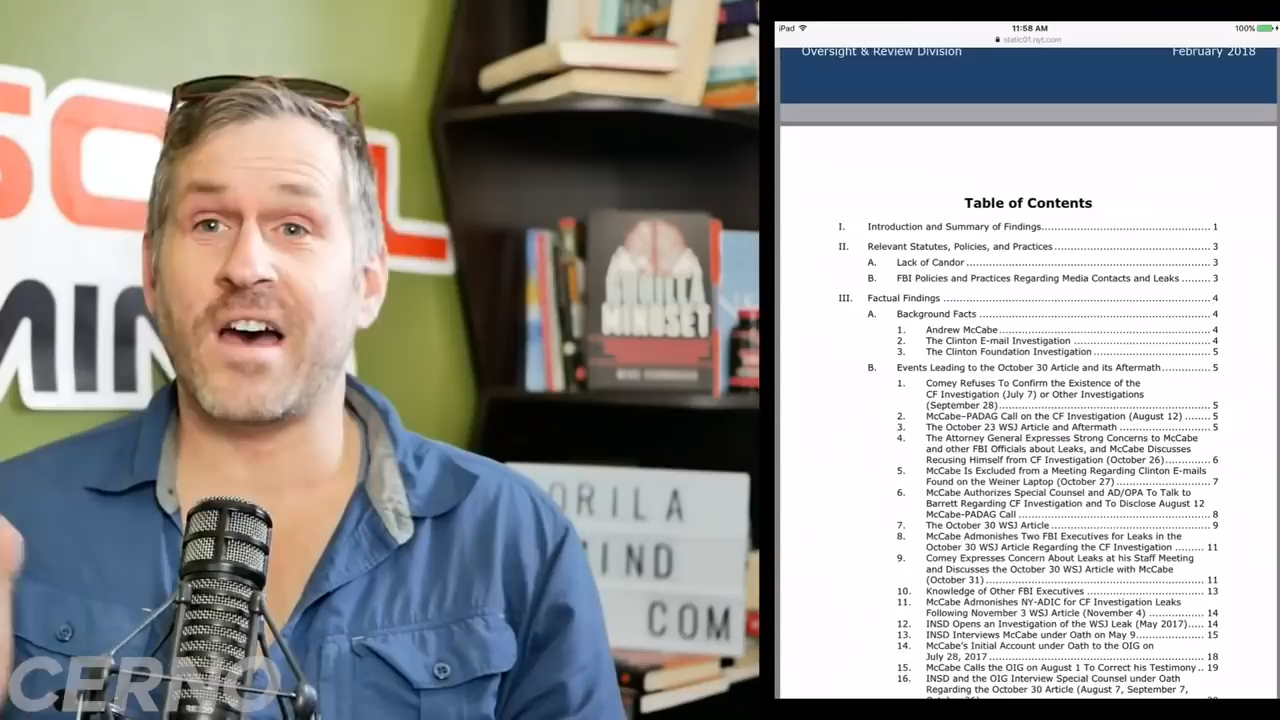 GORILLA
MINDSET
ORILA
MIND
COM
CERNO
iPad
11:58 AM
100%
static01.nyt.com
Oversight & Review Division
February 2018
Table of Contents
I. Introduction and Summary of Findings 1
II. Relevant Statutes, Policies, and Practices 3
A. Lack of Candor 3
B. FBI Policies and Practices Regarding Media Contacts and Leaks 3
III. Factual Findings 4
A. Background Facts 4
1. Andrew McCabe 4
2. The Clinton E-mail Investigation 4
3. The Clinton Foundation Investigation 5
B. Events Leading to the October 30 Article and its Aftermath 5
1. Comey Refuses To Confirm the Existence of the
CF Investigation (July 7) or Other Investigations
(September 28) 5
2. McCabe–PADAG Call on the CF Investigation (August 12) 5
3. The October 23 WSJ Article and Aftermath 5
4. The Attorney General Expresses Strong Concerns to McCabe
and other FBI Officials about Leaks, and McCabe Discusses
Recusing Himself from CF Investigation (October 26) 6
5. McCabe Is Excluded from a Meeting Regarding Clinton E-mails
Found on the Weiner Laptop (October 27) 7
6. McCabe Authorizes Special Counsel and AD/OPA To Talk to
Barrett Regarding CF Investigation and To Disclose August 12
McCabe-PADAG Call 8
7. The October 30 WSJ Article 9
8. McCabe Admonishes Two FBI Executives for Leaks in the
October 30 WSJ Article Regarding the CF Investigation 11
9. Comey Expresses Concern About Leaks at his Staff Meeting
and Discusses the October 30 WSJ Article with McCabe
(October 31) 11
10. Knowledge of Other FBI Executives 13
11. McCabe Admonishes NY-ADIC for CF Investigation Leaks
Following November 3 WSJ Article (November 4) 14
12. INSD Opens an Investigation of the WSJ Leak (May 2017) 14
13. INSD Interviews McCabe under Oath on May 9 15
14. McCabe's Initial Account under Oath to the OIG on
July 28, 2017 18
15. McCabe Calls the OIG on August 1 To Correct his Testimony 19
16. INSD and the OIG Interview Special Counsel under Oath
Regarding the October 30 Article (August 7, September 7,